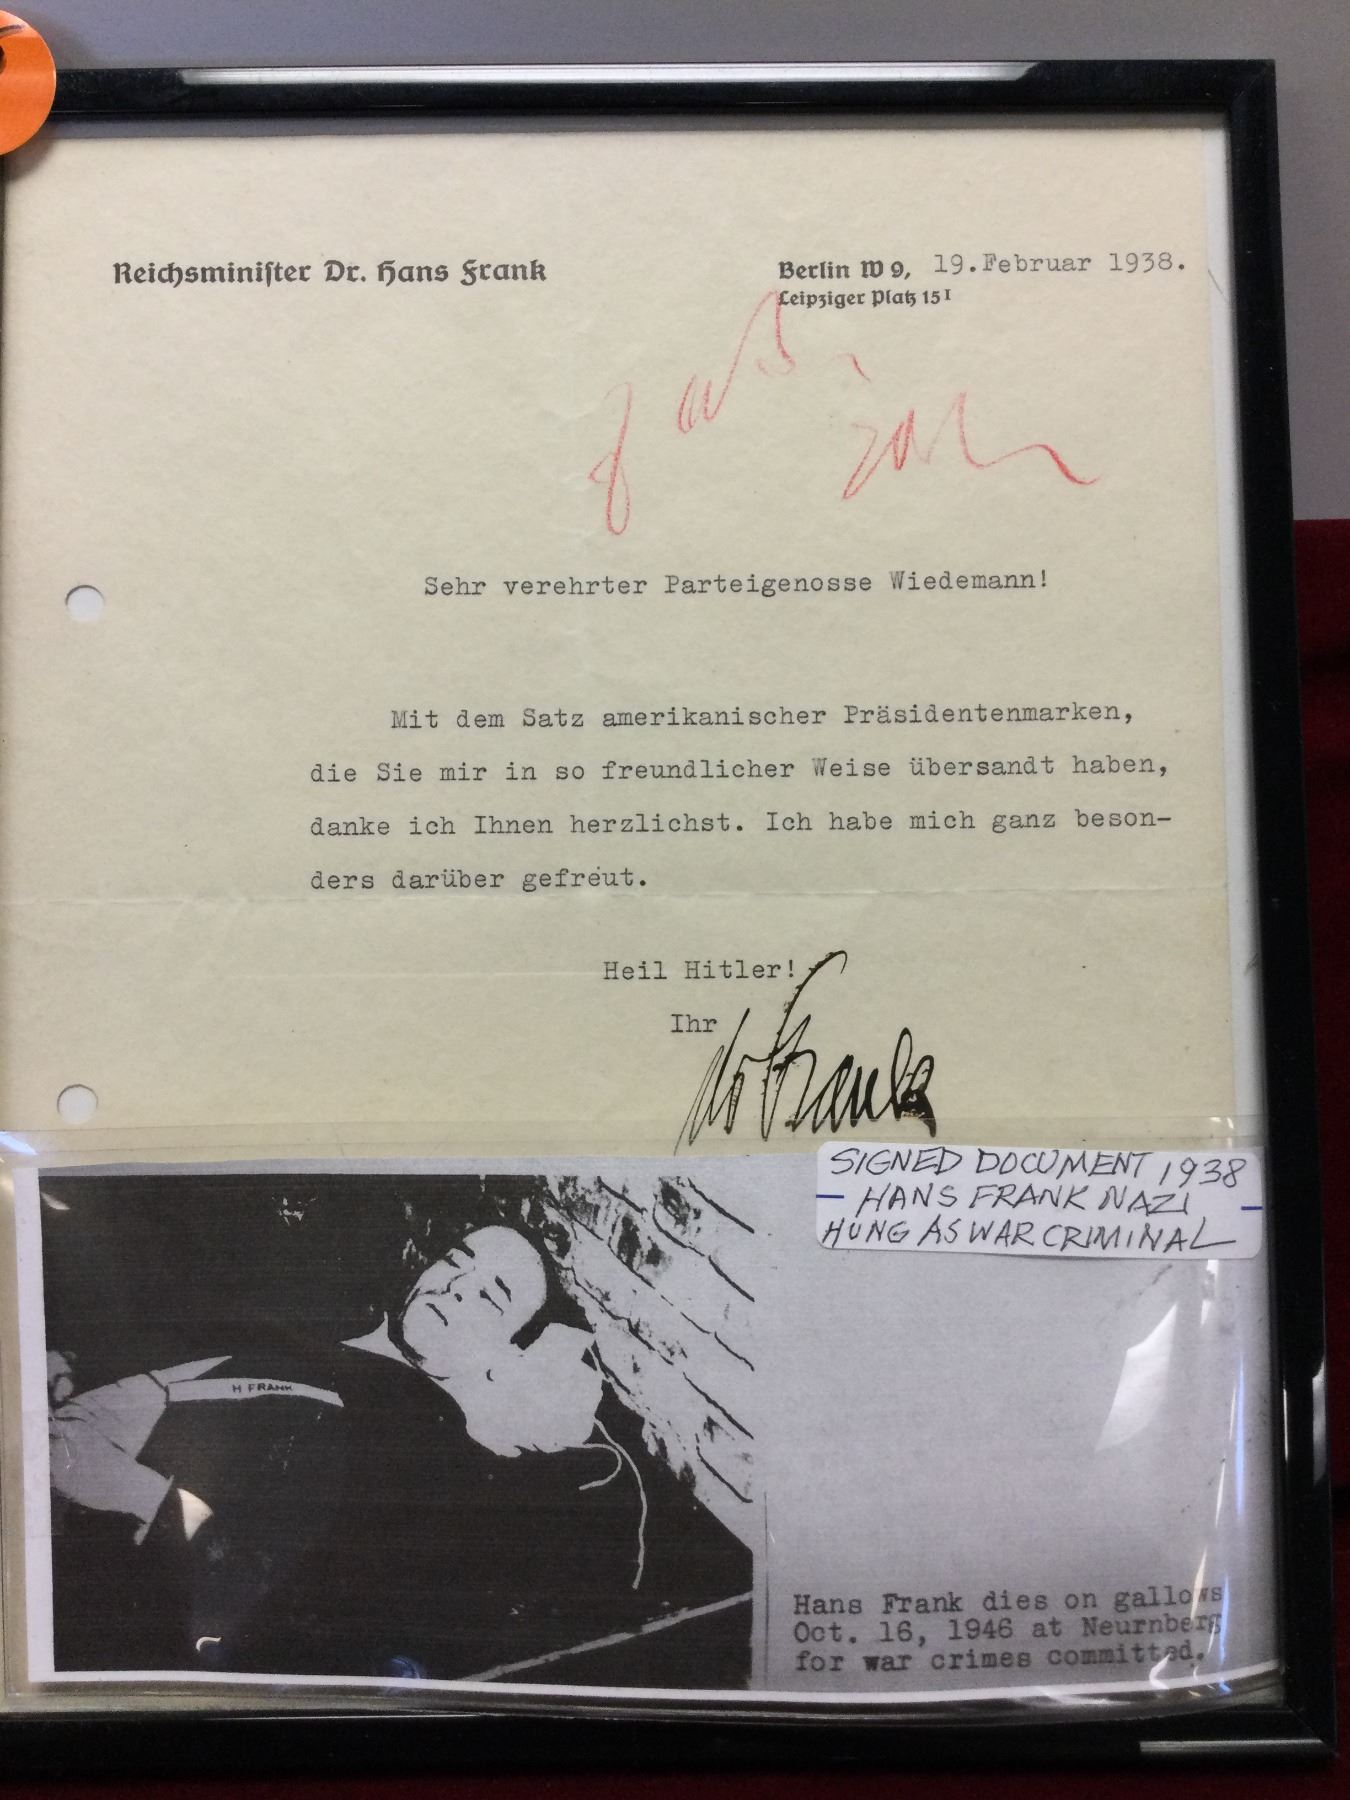 Reichsminiſter Dr. Hans Frank
Berlin W 9, 19.Februar 1938.
Leipziger Platz 15 I
Sehr verehrter Parteigenosse Wiedemann!
Mit dem Satz amerikanischer Präsidentenmarken,
die Sie mir in so freundlicher Weise übersandt haben,
danke ich Ihnen herzlichst. Ich habe mich ganz beson-
ders darüber gefreut.
Heil Hitler!
Ihr
Dr Frank
SIGNED DOCUMENT 1938
— HANS FRANK NAZI —
HUNG AS WAR CRIMINAL
H FRANK
Hans Frank dies on gallows
Oct. 16, 1946 at Neurnberg
for war crimes committed.